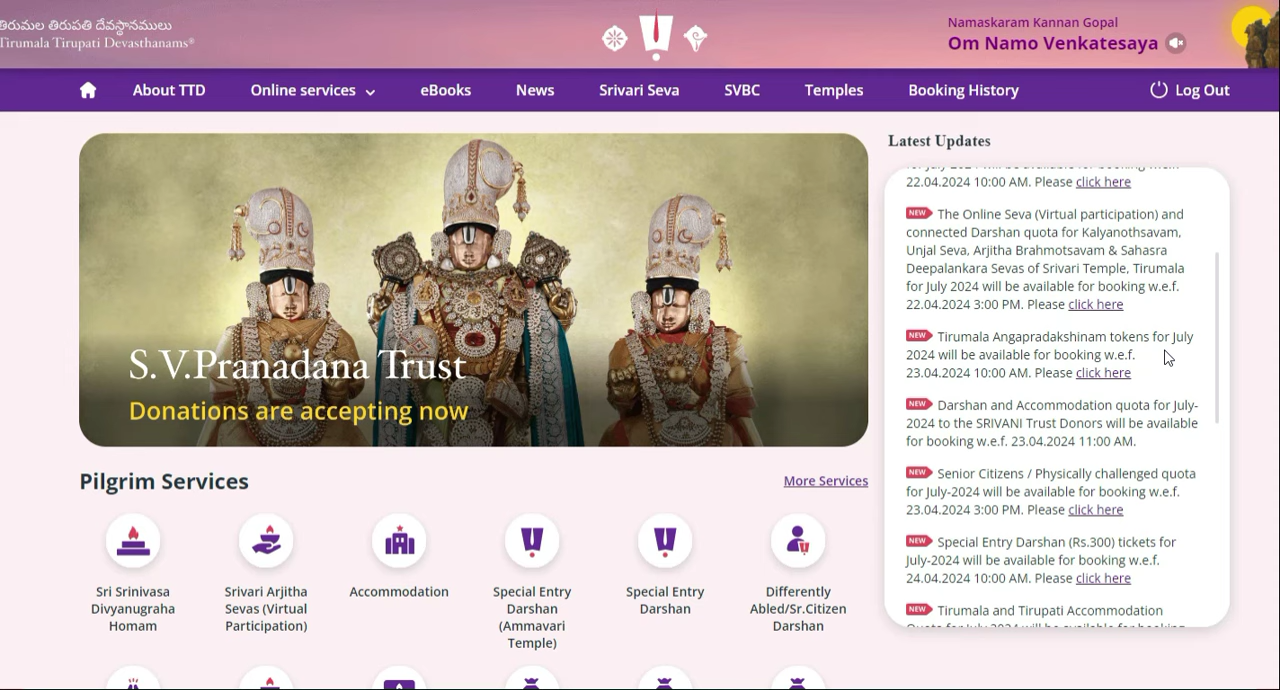 తిరుమల తిరుపతి దేవస్థానములు
Tirumala Tirupati Devasthanams®
Namaskaram Kannan Gopal
Om Namo Venkatesaya
About TTD
Online services
eBooks
News
Srivari Seva
SVBC
Temples
Booking History
Log Out
S.V.Pranadana Trust
Donations are accepting now
Latest Updates
22.04.2024 10:00 AM. Please click here
NEW The Online Seva (Virtual participation) and
connected Darshan quota for Kalyanothsavam,
Unjal Seva, Arjitha Brahmotsavam & Sahasra
Deepalankara Sevas of Srivari Temple, Tirumala
for July 2024 will be available for booking w.e.f.
22.04.2024 3:00 PM. Please click here
NEW Tirumala Angapradakshinam tokens for July
2024 will be available for booking w.e.f.
23.04.2024 10:00 AM. Please click here
NEW Darshan and Accommodation quota for July-
2024 to the SRIVANI Trust Donors will be available
for booking w.e.f. 23.04.2024 11:00 AM.
NEW Senior Citizens / Physically challenged quota
for July-2024 will be available for booking w.e.f.
23.04.2024 3:00 PM. Please click here
NEW Special Entry Darshan (Rs.300) tickets for
July-2024 will be available for booking w.e.f.
24.04.2024 10:00 AM. Please click here
NEW Tirumala and Tirupati Accommodation
Pilgrim Services
More Services
Sri Srinivasa
Divyanugraha
Homam
Srivari Arjitha
Sevas (Virtual
Participation)
Accommodation
Special Entry
Darshan
(Ammavari
Temple)
Special Entry
Darshan
Differently
Abled/Sr.Citizen
Darshan